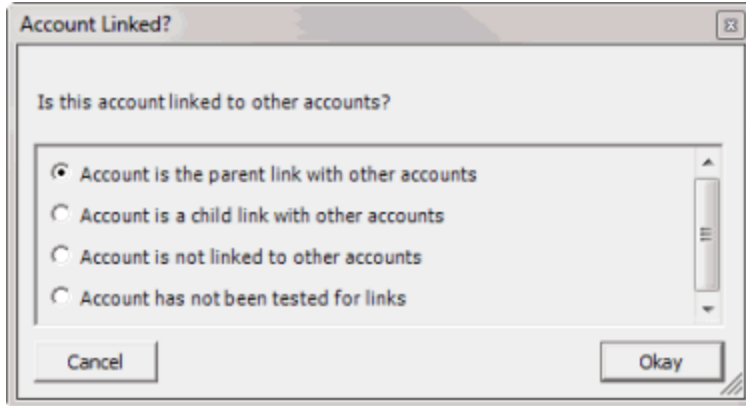 Account Linked?
Is this account linked to other accounts?
Account is the parent link with other accounts
Account is a child link with other accounts
Account is not linked to other accounts
Account has not been tested for links
Cancel Okay